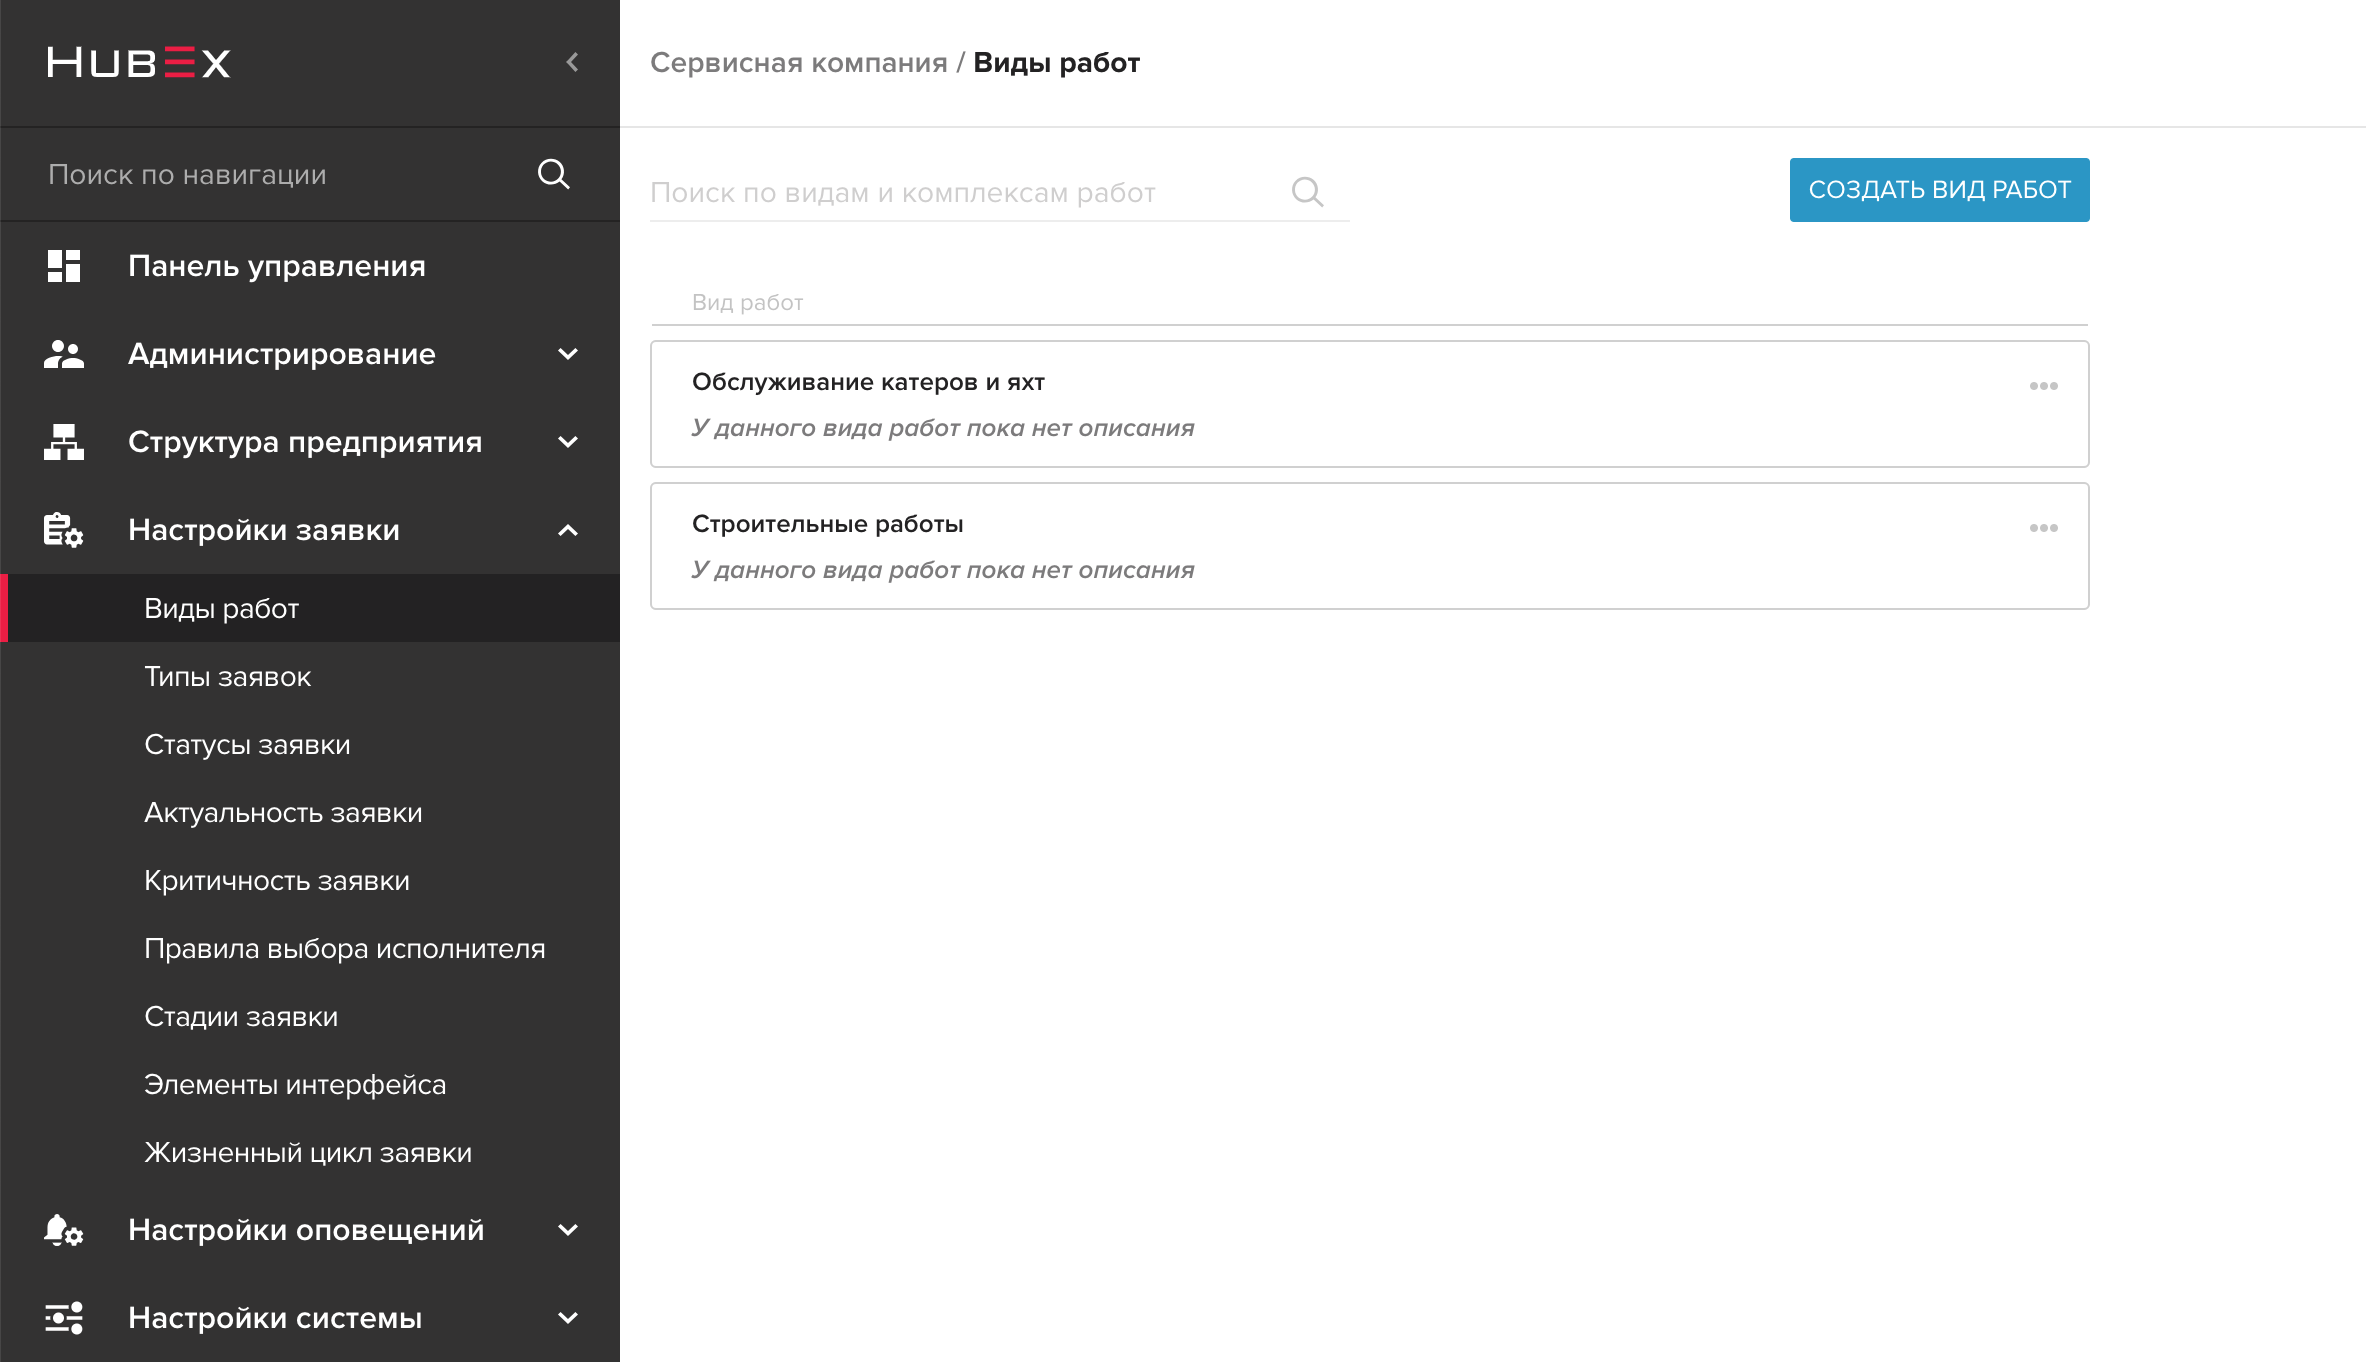 HUBEX
Поиск по навигации
Панель управления
Администрирование
Структура предприятия
Настройки заявки
Виды работ
Типы заявок
Статусы заявки
Актуальность заявки
Критичность заявки
Правила выбора исполнителя
Стадии заявки
Элементы интерфейса
Жизненный цикл заявки
Настройки оповещений
Настройки системы
Сервисная компания / Виды работ
Поиск по видам и комплексам работ
СОЗДАТЬ ВИД РАБОТ
Вид работ
Обслуживание катеров и яхт
У данного вида работ пока нет описания
Строительные работы
У данного вида работ пока нет описания